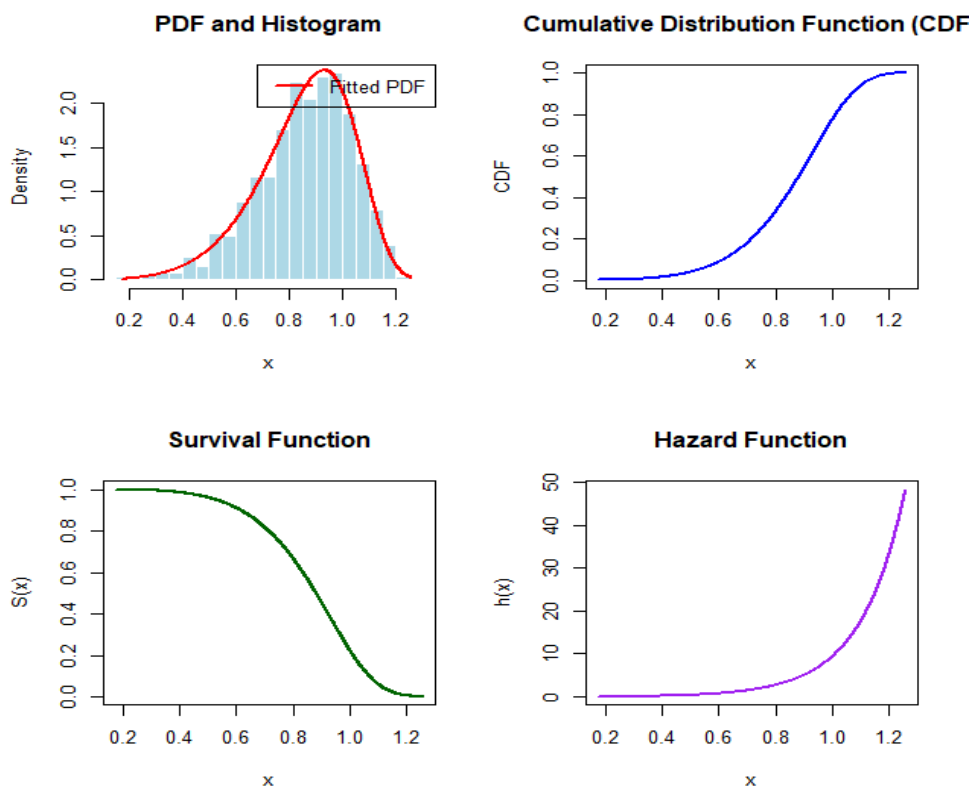 PDF and Histogram
Fitted PDF
Density
0.0 0.5 1.0 1.5 2.0
0.2 0.4 0.6 0.8 1.0 1.2
x
Cumulative Distribution Function (CDF
CDF
0.0 0.2 0.4 0.6 0.8 1.0
0.2 0.4 0.6 0.8 1.0 1.2
x
Survival Function
S(x)
0.0 0.2 0.4 0.6 0.8 1.0
0.2 0.4 0.6 0.8 1.0 1.2
x
Hazard Function
h(x)
0 10 20 30 40 50
0.2 0.4 0.6 0.8 1.0 1.2
x